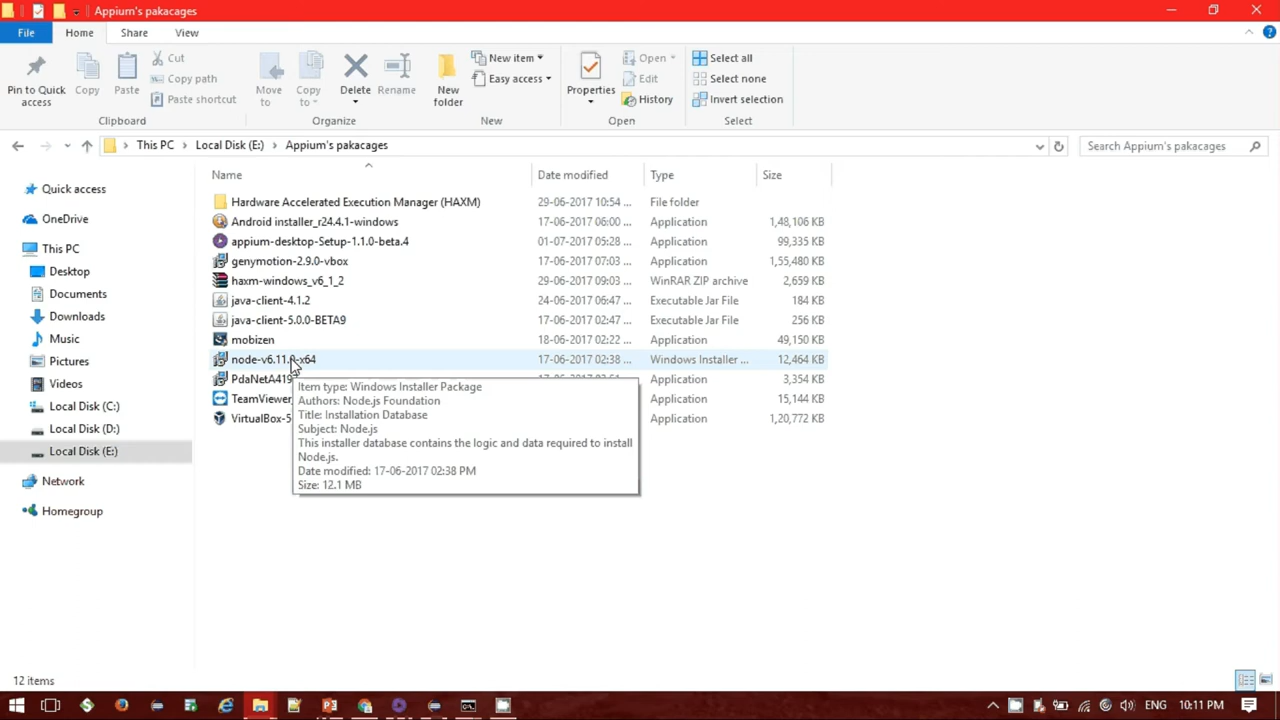 Appium's pakacages
File Home Share View
Pin to Quick access
Copy
Paste
Cut
Copy path
Paste shortcut
Clipboard
Move to
Copy to
Delete
Rename
Organize
New folder
New item
Easy access
New
Properties
Open
Edit
History
Open
Select all
Select none
Invert selection
Select
This PC Local Disk (E:) Appium's pakacages
Search Appium's pakacages
Quick access
OneDrive
This PC
Desktop
Documents
Downloads
Music
Pictures
Videos
Local Disk (C:)
Local Disk (D:)
Local Disk (E:)
Network
Homegroup
Name Date modified Type Size
Hardware Accelerated Execution Manager (HAXM) 29-06-2017 10:54 ... File folder
Android installer_r24.4.1-windows 17-06-2017 06:00 ... Application 1,48,106 KB
appium-desktop-Setup-1.1.0-beta.4 01-07-2017 05:28 ... Application 99,335 KB
genymotion-2.9.0-vbox 17-06-2017 07:03 ... Application 1,55,480 KB
haxm-windows_v6_1_2 29-06-2017 09:03 ... WinRAR ZIP archive 2,659 KB
java-client-4.1.2 24-06-2017 06:47 ... Executable Jar File 184 KB
java-client-5.0.0-BETA9 17-06-2017 02:47 ... Executable Jar File 256 KB
mobizen 18-06-2017 02:22 ... Application 49,150 KB
node-v6.11.0-x64 17-06-2017 02:38 ... Windows Installer ... 12,464 KB
PdaNetA419 Application 3,354 KB
TeamViewer Application 15,144 KB
VirtualBox-5 Application 1,20,772 KB
Item type: Windows Installer Package
Authors: Node.js Foundation
Title: Installation Database
Subject: Node.js
This installer database contains the logic and data required to install
Node.js.
Date modified: 17-06-2017 02:38 PM
Size: 12.1 MB
12 items
ENG 10:11 PM